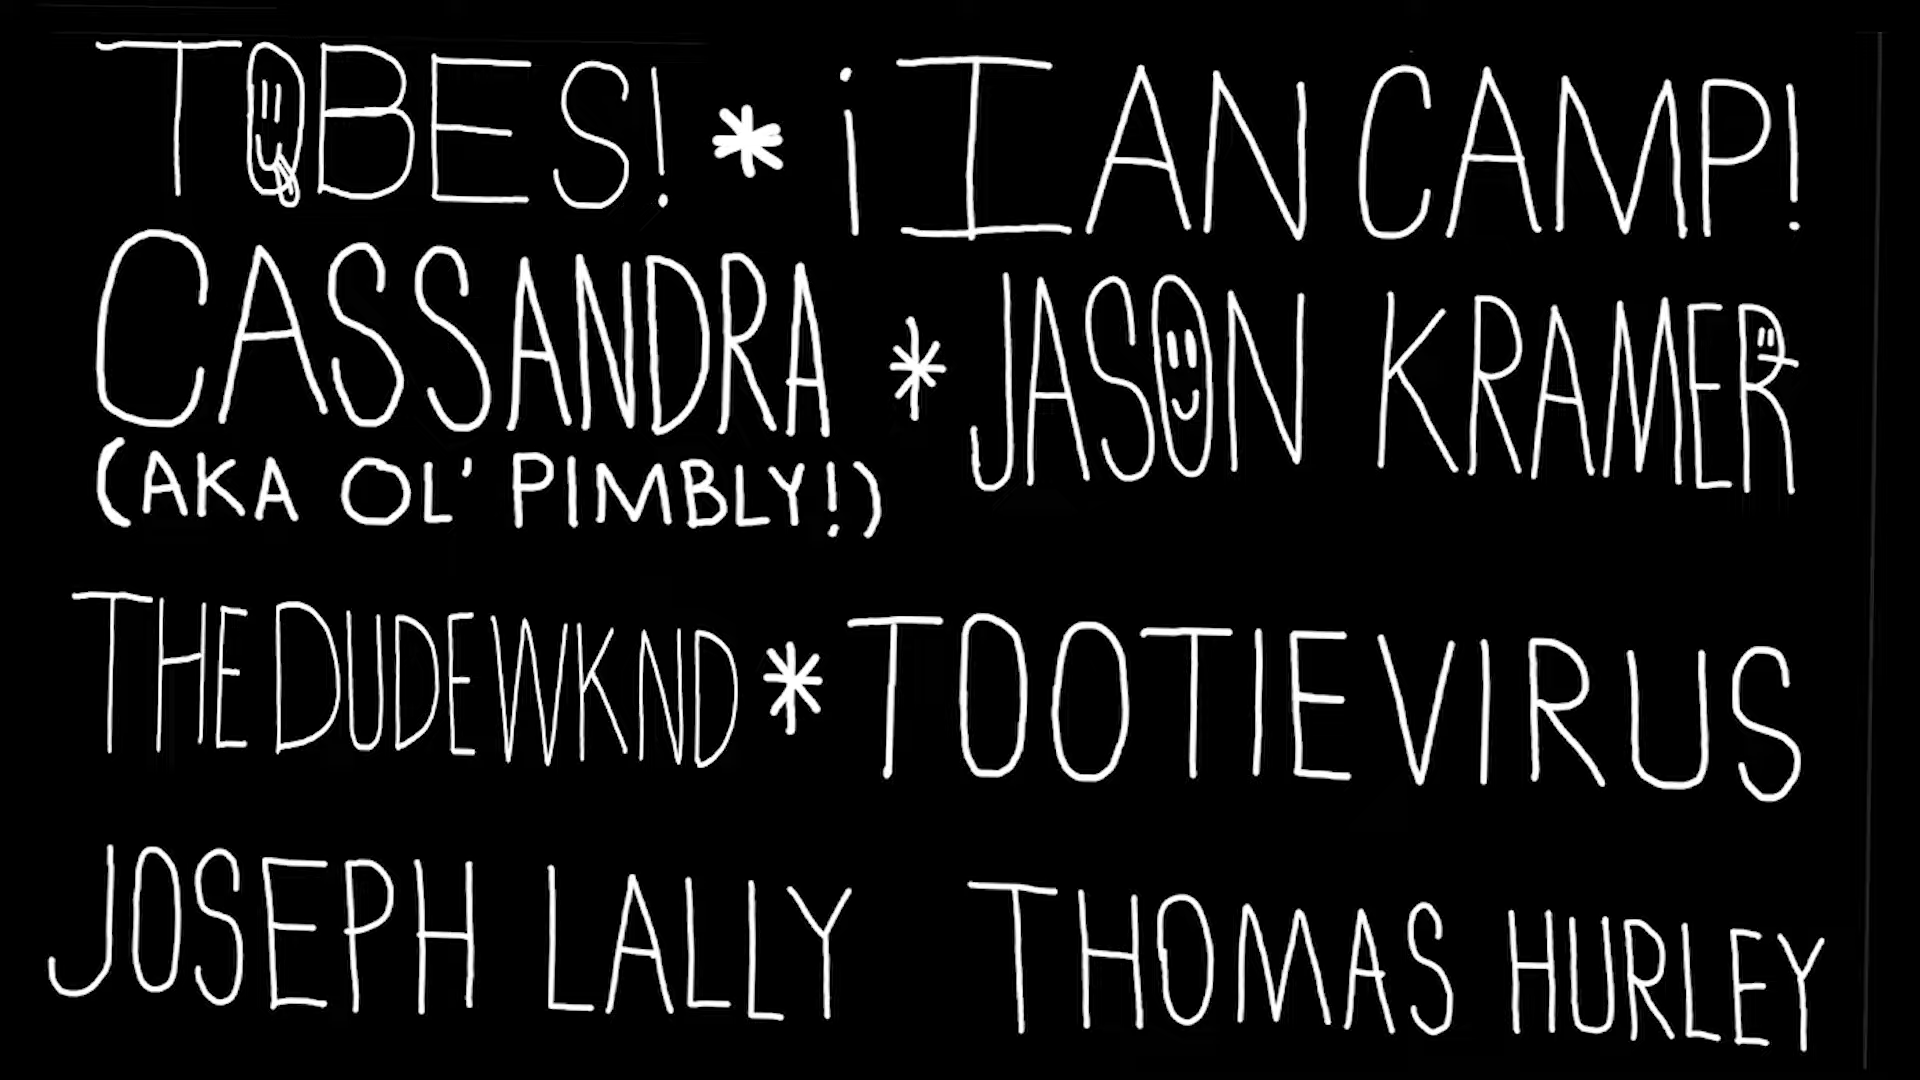 TOBES! * ¡IAN CAMP!
CASSANDRA * JASON KRAMER
(AKA OL' PIMBLY!)
THEDUDEWKND * TOOTIEVIRUS
JOSEPH LALLY THOMAS HURLEY